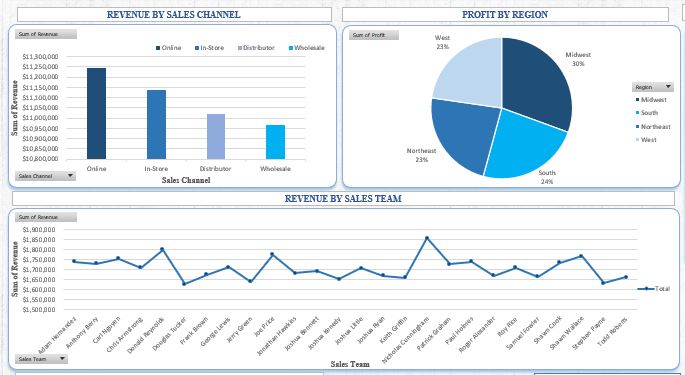 REVENUE BY SALES CHANNEL
Sum of Revenue
Online In-Store Distributor Wholesale
$11,300,000
$11,250,000
$11,200,000
$11,150,000
$11,100,000
$11,050,000
$11,000,000
$10,950,000
$10,900,000
$10,850,000
$10,800,000
Sum of Revenue
Online In-Store Distributor Wholesale
Sales Channel
Sales Channel
PROFIT BY REGION
Sum of Profit
West
23%
Midwest
30%
Northeast
23%
South
24%
Region
Midwest
South
Northeast
West
REVENUE BY SALES TEAM
Sum of Revenue
$1,900,000
$1,850,000
$1,800,000
$1,750,000
$1,700,000
$1,650,000
$1,600,000
$1,550,000
$1,500,000
Sum of Revenue
Total
Adam Hernandez
Anthony Berry
Carl Nguyen
Chris Armstrong
Donald Reynolds
Douglas Tucker
Frank Brown
George Lewis
Jerry Green
Joe Price
Jonathan Hawkins
Joshua Bennett
Joshua
Joshua Little
Joshua Ryan
Keith Griffin
Nicholas Cunningham
Patrick Graham
Paul Holmes
Roger Alexander
Roy Rice
Samuel Fowler
Shawn Cook
Shawn Wallace
Stephen Payne
Todd Roberts
Sales Team
Sales Team